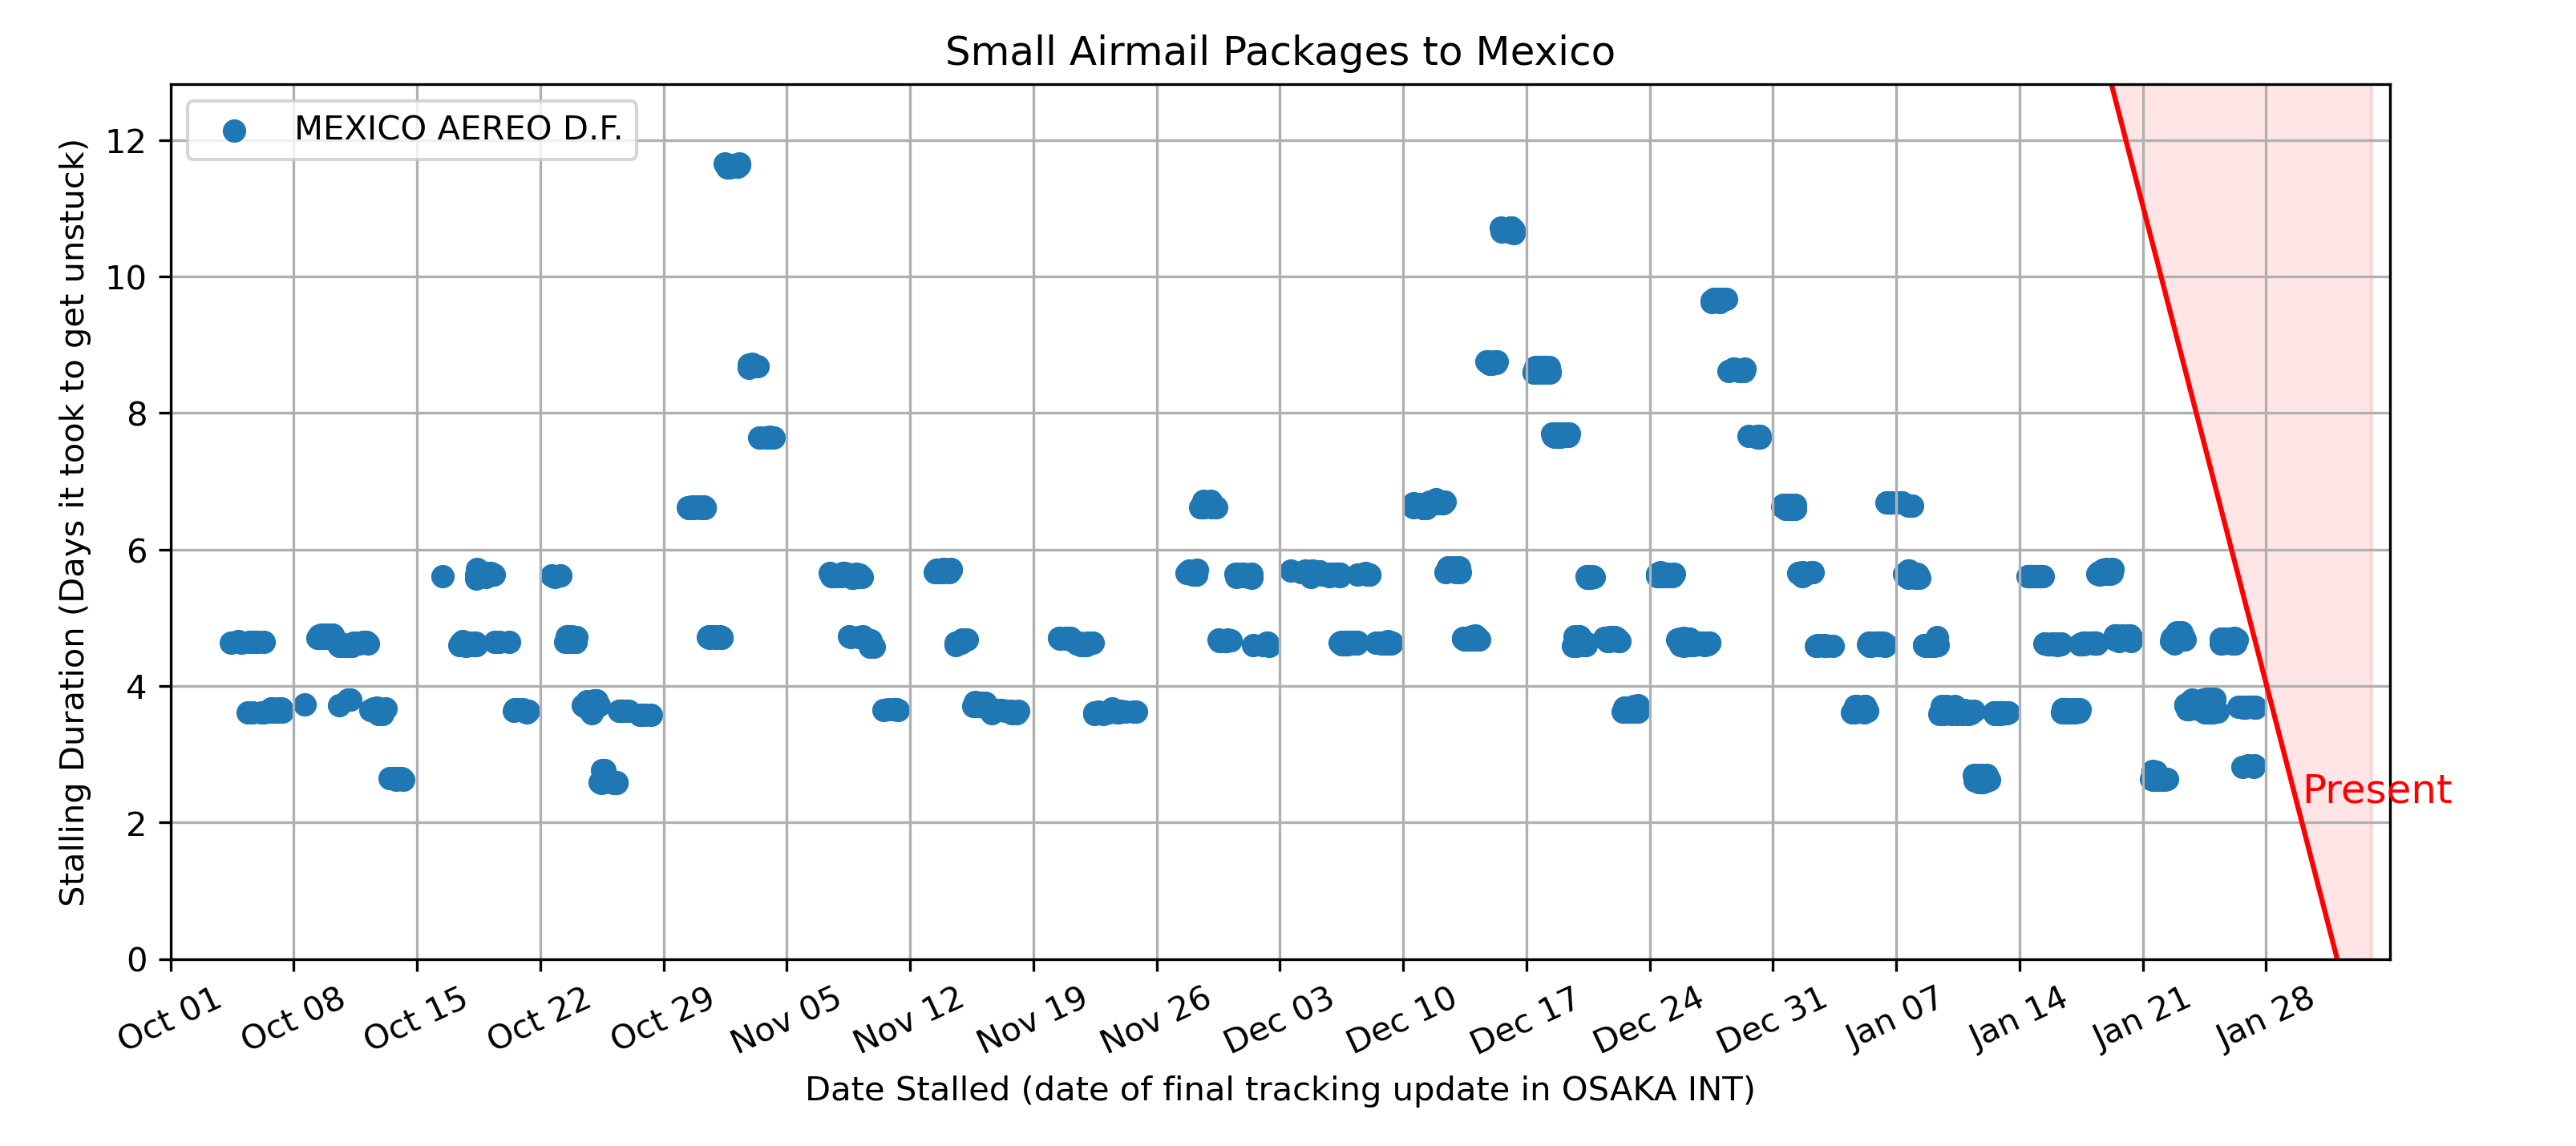 Small Airmail Packages to Mexico
MEXICO AEREO D.F.
Stalling Duration (Days it took to get unstuck)
12
10
8
6
4
2
0
Present
Oct 01
Oct 08
Oct 15
Oct 22
Oct 29
Nov 05
Nov 12
Nov 19
Nov 26
Dec 03
Dec 10
Dec 17
Dec 24
Dec 31
Jan 07
Jan 14
Jan 21
Jan 28
Date Stalled (date of final tracking update in OSAKA INT)